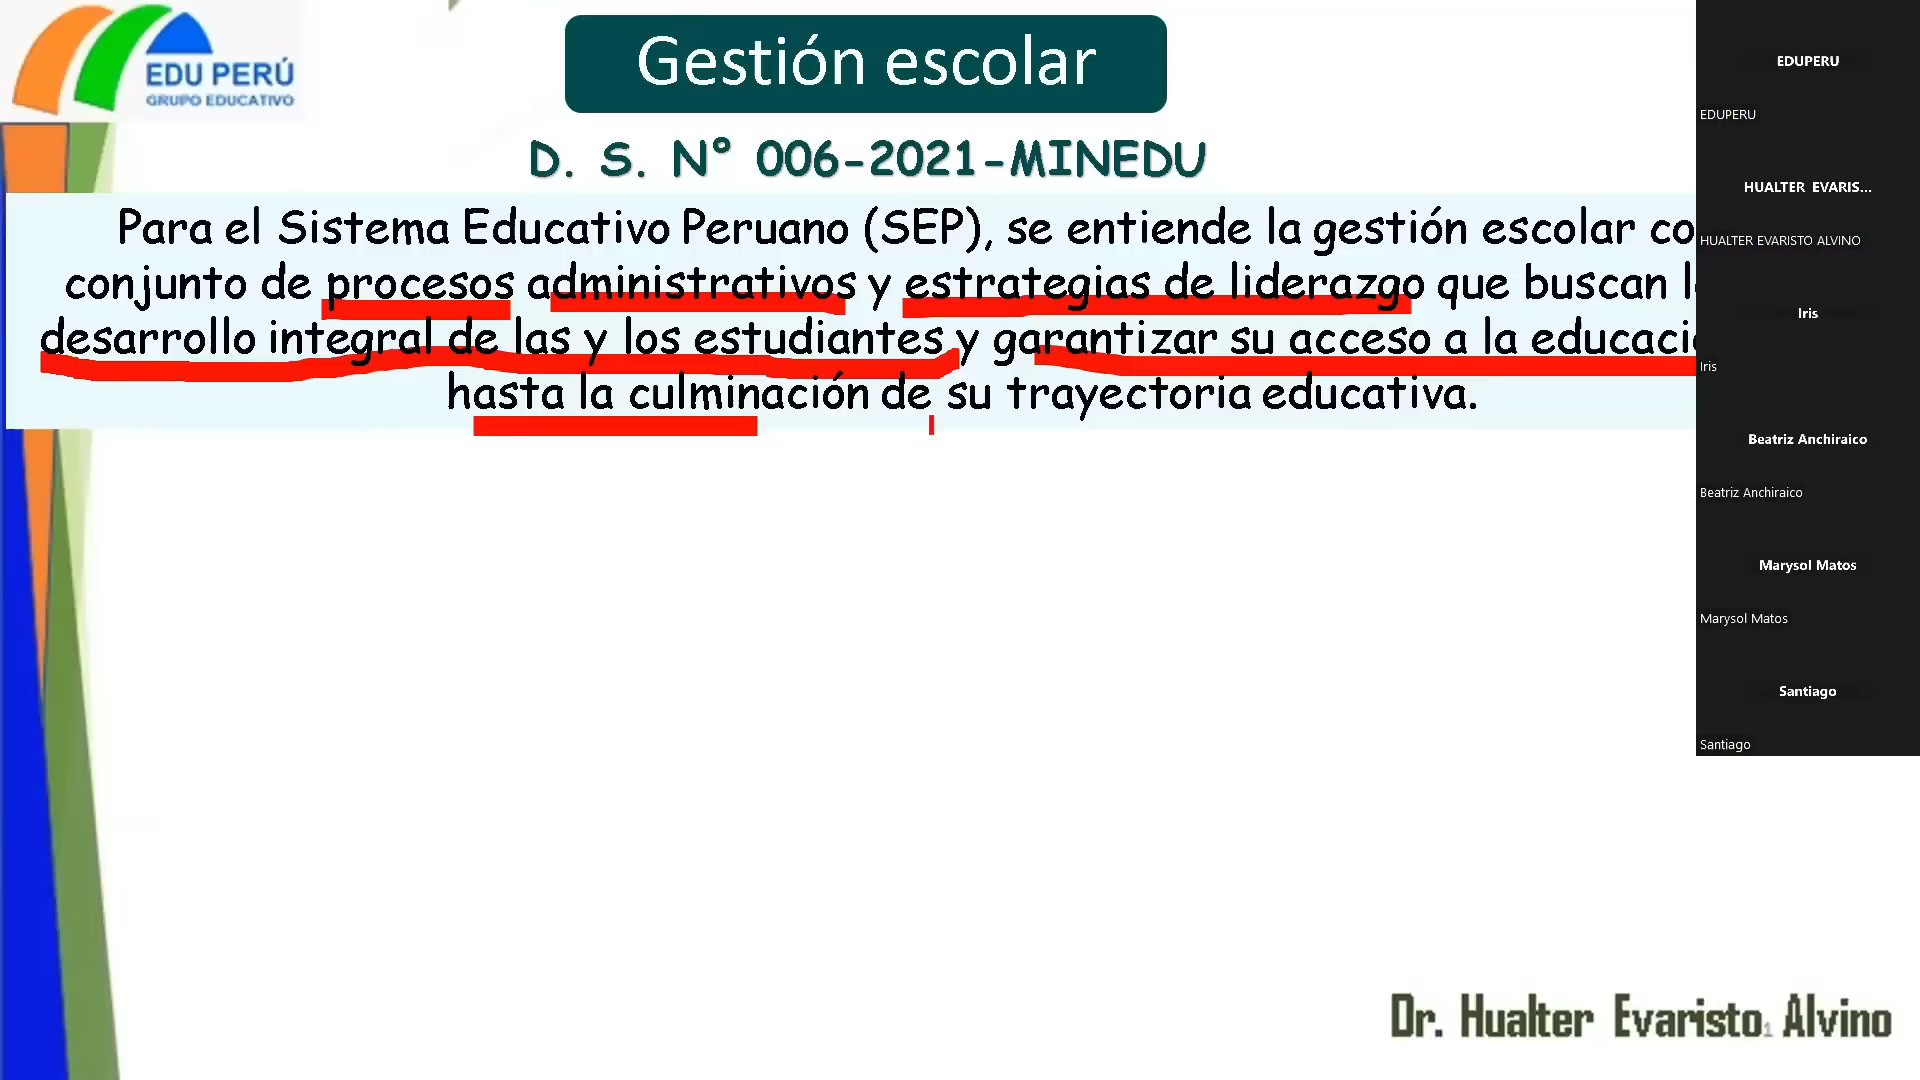 EDU PERÚ
GRUPO EDUCATIVO
Gestión escolar
D. S. N° 006-2021-MINEDU
Para el Sistema Educativo Peruano (SEP), se entiende la gestión escolar co
conjunto de procesos administrativos y estrategias de liderazgo que buscan l
desarrollo integral de las y los estudiantes y garantizar su acceso a la educaci
hasta la culminación de su trayectoria educativa.
Dr. Hualter Evaristo Alvino
1
EDUPERU
EDUPERU
HUALTER EVARIS...
HUALTER EVARISTO ALVINO
Iris
Iris
Beatriz Anchiraico
Beatriz Anchiraico
Marysol Matos
Marysol Matos
Santiago
Santiago